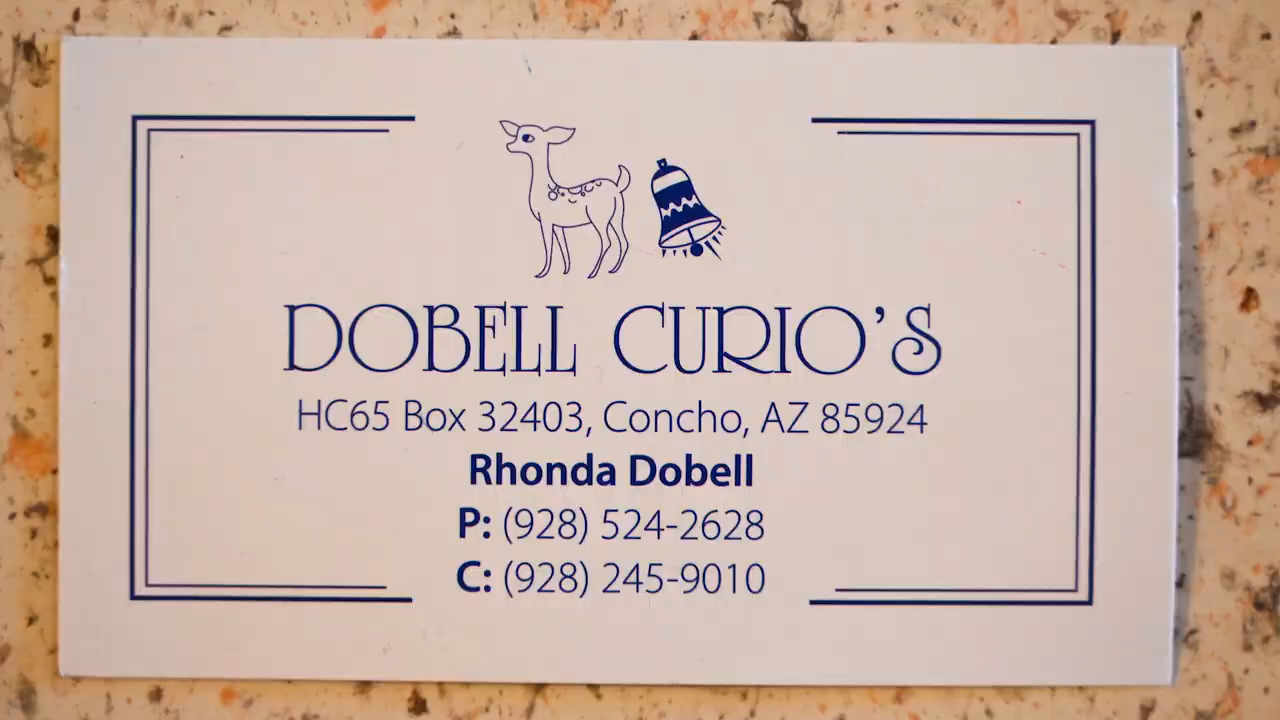 DOBELL CURIO'S
HC65 Box 32403, Concho, AZ 85924
Rhonda Dobell
P: (928) 524-2628
C: (928) 245-9010